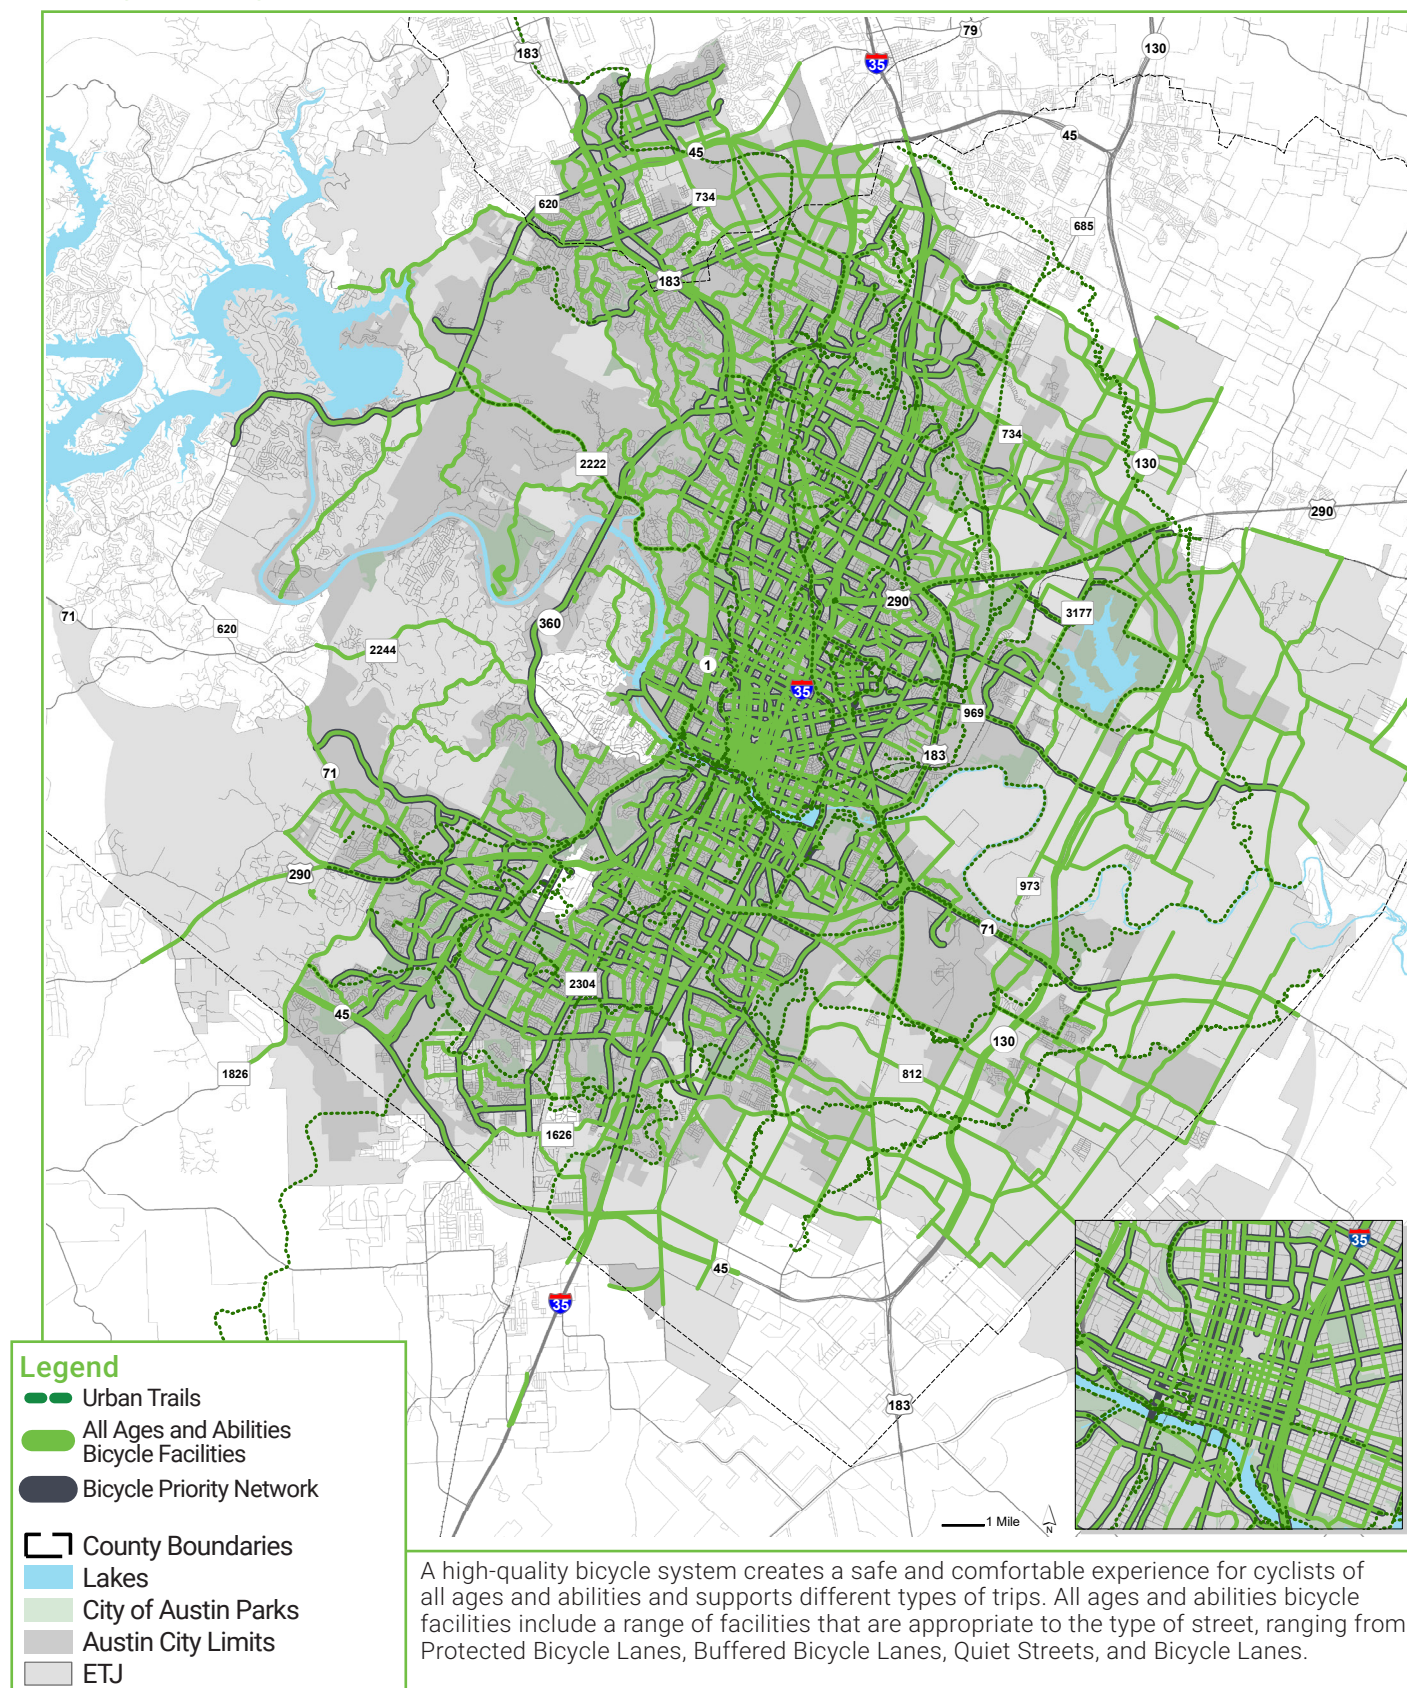 183
79
35
130
45
45
620
734
685
183
734
2222
130
290
71
620
2244
360
290
3177
1
35
969
183
71
290
973
71
2304
45
130
1826
812
1626
45
35
183
35
1 Mile
N
Legend
Urban Trails
All Ages and Abilities
Bicycle Facilities
Bicycle Priority Network
County Boundaries
Lakes
City of Austin Parks
Austin City Limits
ETJ
A high-quality bicycle system creates a safe and comfortable experience for cyclists of
all ages and abilities and supports different types of trips. All ages and abilities bicycle
facilities include a range of facilities that are appropriate to the type of street, ranging from
Protected Bicycle Lanes, Buffered Bicycle Lanes, Quiet Streets, and Bicycle Lanes.